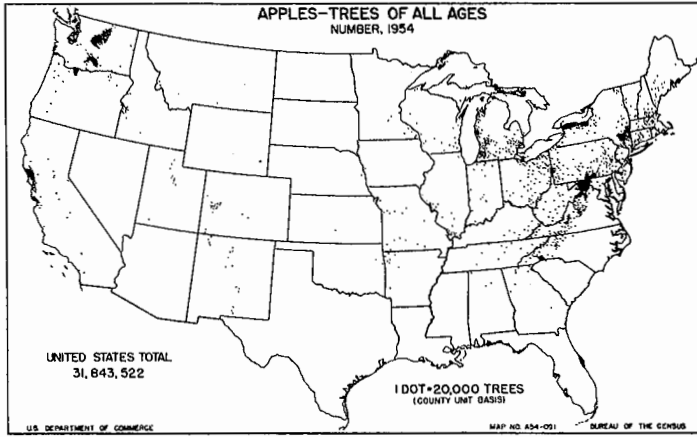 APPLES-TREES OF ALL AGES
NUMBER, 1954
UNITED STATES TOTAL
31,843,522
1 DOT=20,000 TREES
(COUNTY UNIT BASIS)
U.S. DEPARTMENT OF COMMERCE
MAP NO. A54-091
BUREAU OF THE CENSUS